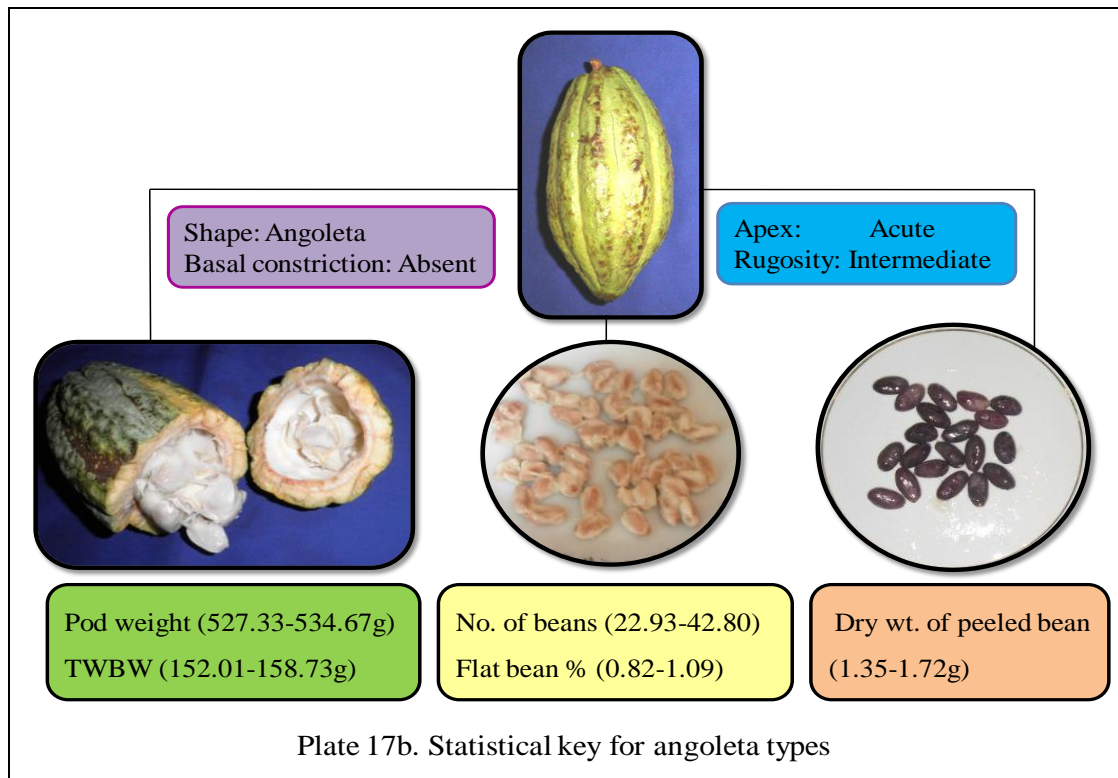 Shape: Angoleta
Basal constriction: Absent
Apex: Acute
Rugosity: Intermediate
Pod weight (527.33-534.67g)
TWBW (152.01-158.73g)
No. of beans (22.93-42.80)
Flat bean % (0.82-1.09)
Dry wt. of peeled bean
(1.35-1.72g)
Plate 17b. Statistical key for angoleta types